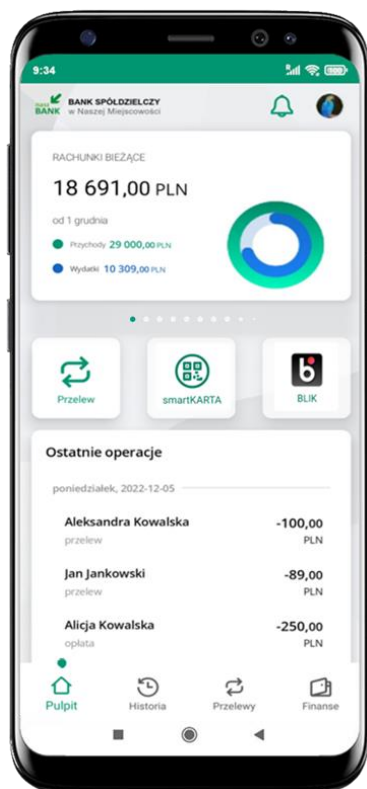 9:34
BANK SPÓŁDZIELCZY
BANK w Naszej Miejscowości
RACHUNKI BIEŻĄCE
18 691,00 PLN
od 1 grudnia
Przychody 29 000,00 PLN
Wydatki 10 309,00 PLN
Przelew
smartKARTA
BLIK
Ostatnie operacje
poniedziałek, 2022-12-05
Aleksandra Kowalska -100,00
przelew PLN
Jan Jankowski -89,00
przelew PLN
Alicja Kowalska -250,00
opłata PLN
Pulpit Historia Przelewy Finanse